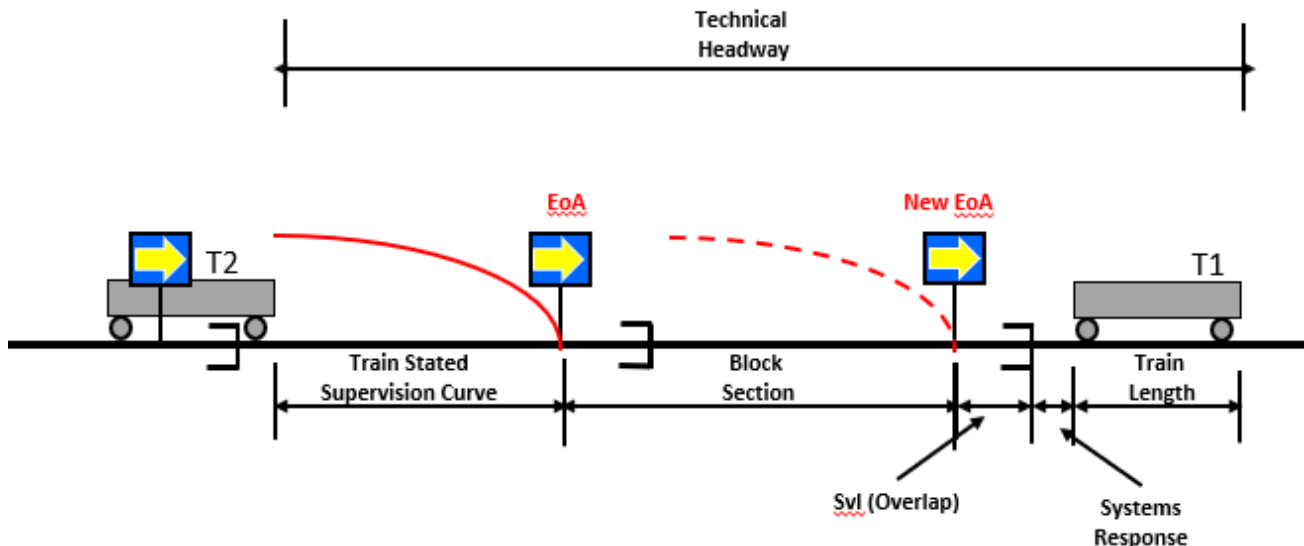 Technical
Headway
EoA
New EoA
T2
T1
Train Stated
Supervision Curve
Block
Section
Train
Length
Svl (Overlap)
Systems
Response